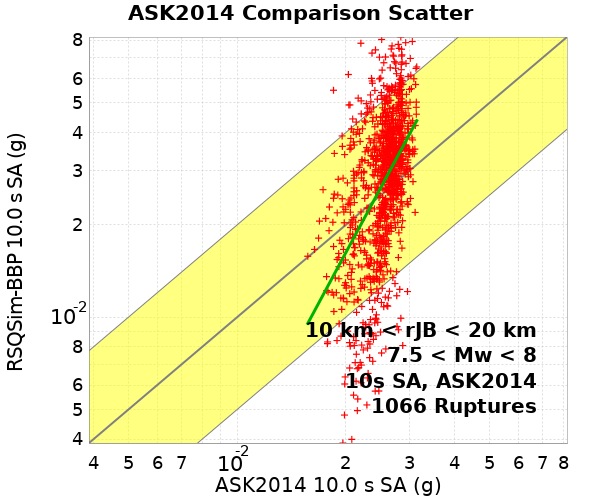 ASK2014 Comparison Scatter
RSQSim-BBP 10.0 s SA (g)
8
6
5
4
3
2
10-2
8
6
5
4
10 km < rJB < 20 km
7.5 < Mw < 8
10s SA, ASK2014
1066 Ruptures
4 5 6 7 10-2 2 3 4 5 6 7 8
ASK2014 10.0 s SA (g)